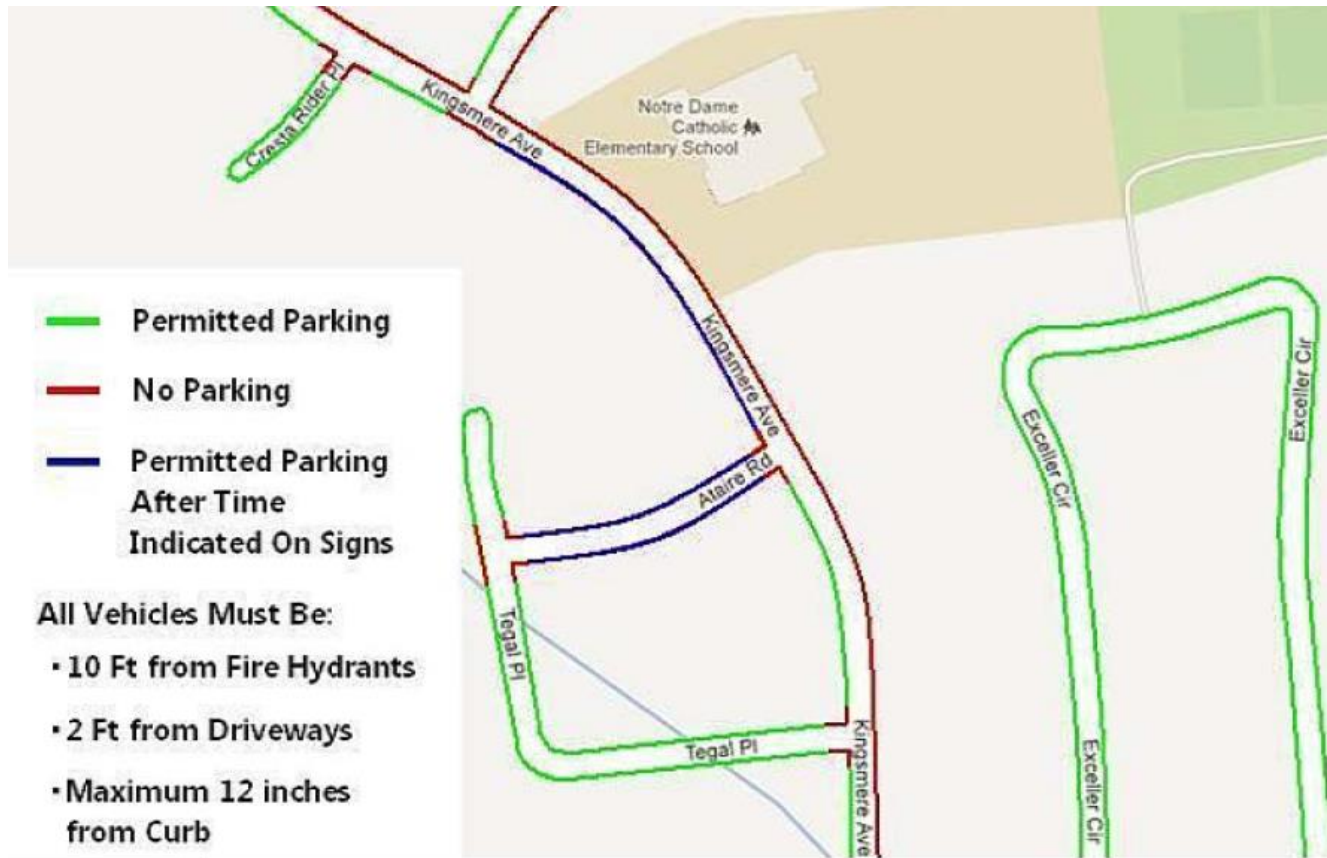 Kingsmere Ave
Cresta Rider Pl
Notre Dame
Catholic
Elementary School
Permitted Parking
No Parking
Permitted Parking
After Time
Indicated On Signs
All Vehicles Must Be:
· 10 Ft from Fire Hydrants
· 2 Ft from Driveways
· Maximum 12 inches
from Curb
Kingsmere Ave
Ataire Rd
Tegal Pl
Tegal Pl
Kingsmere Ave
Exceller Cir
Exceller Cir
Exceller Cir